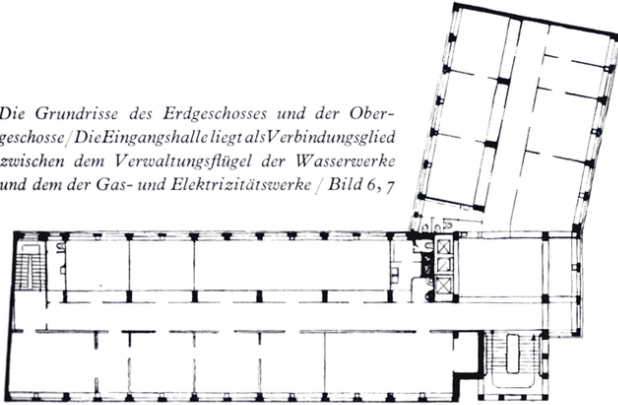 Die Grundrisse des Erdgeschosses und der Ober-
geschosse / Die Eingangshalle liegt als Verbindungsglied
zwischen dem Verwaltungsflügel der Wasserwerke
und dem der Gas- und Elektrizitätswerke / Bild 6, 7